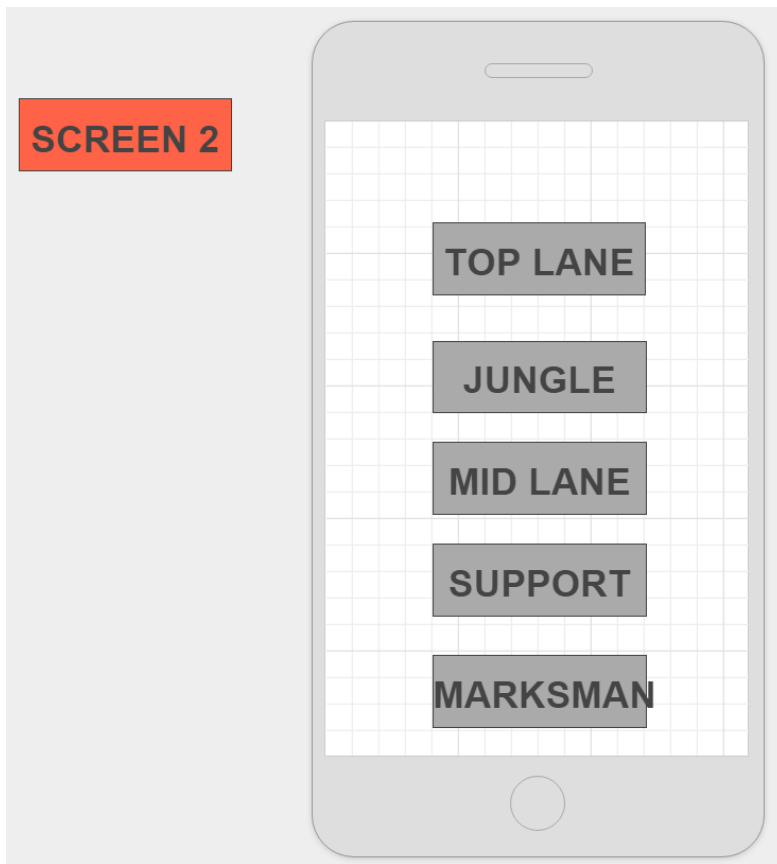 SCREEN 2
TOP LANE
JUNGLE
MID LANE
SUPPORT
MARKSMAN